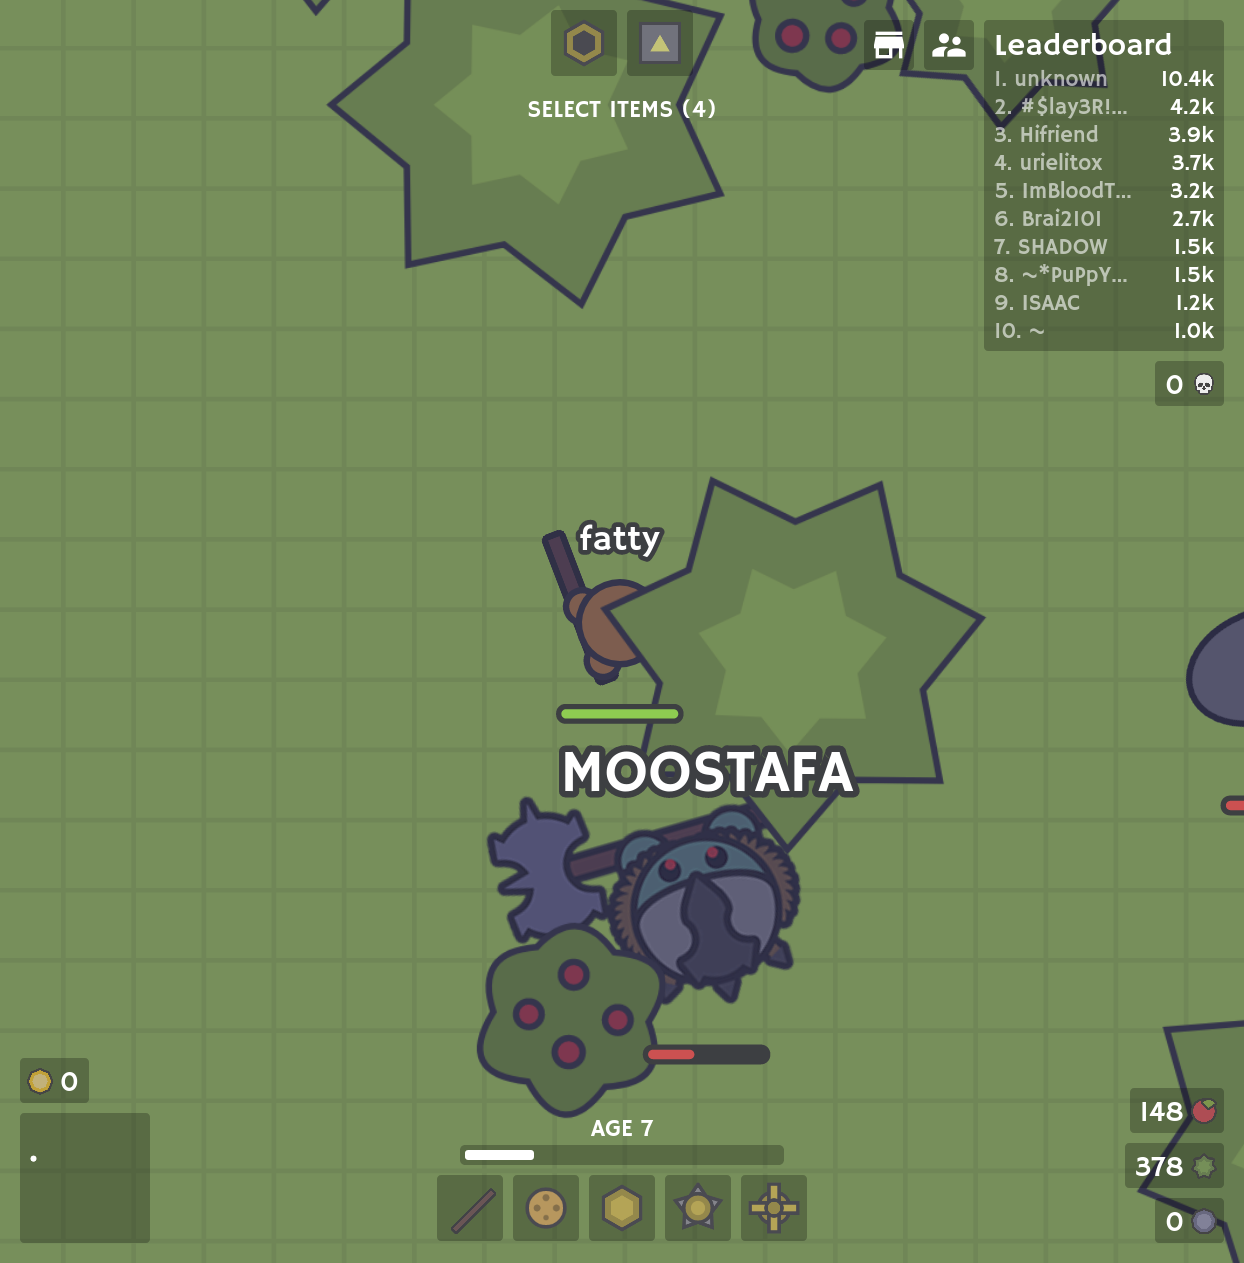 SELECT ITEMS (4)
Leaderboard
1. unknown 10.4k
2. #$lay3R!... 4.2k
3. Hifriend 3.9k
4. urielitox 3.7k
5. ImBloodT... 3.2k
6. Brai2101 2.7k
7. SHADOW 1.5k
8. ~*PuPpY... 1.5k
9. ISAAC 1.2k
10. ~ 1.0k
0
fatty
MOOSTAFA
0
AGE 7
148
378
0